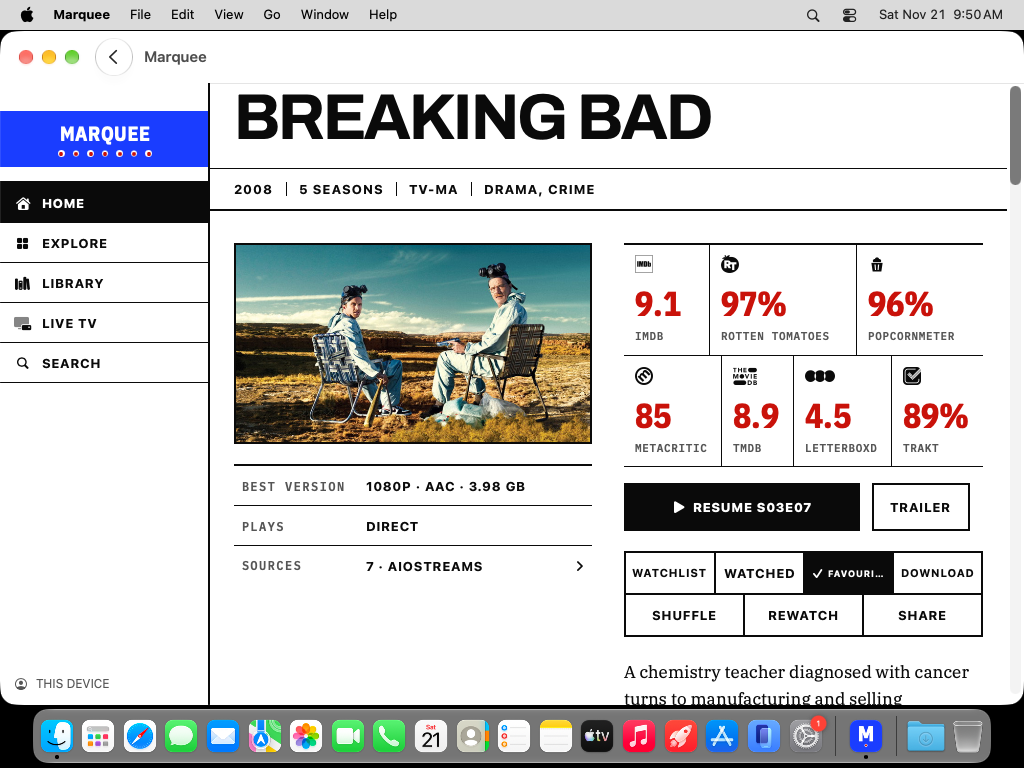 Marquee File Edit View Go Window Help Sat Nov 21 9:50 AM
Marquee
MARQUEE
HOME
EXPLORE
LIBRARY
LIVE TV
SEARCH
THIS DEVICE
BREAKING BAD
2008 5 SEASONS TV-MA DRAMA, CRIME
BEST VERSION 1080P · AAC · 3.98 GB
PLAYS DIRECT
SOURCES 7 · AIOSTREAMS
IMDb RT
9.1 97% 96%
IMDB ROTTEN TOMATOES POPCORNMETER
THE MOVIE DB
85 8.9 4.5 89%
METACRITIC TMDB LETTERBOXD TRAKT
RESUME S03E07 TRAILER
WATCHLIST WATCHED FAVOURI... DOWNLOAD
SHUFFLE REWATCH SHARE
A chemistry teacher diagnosed with cancer
turns to manufacturing and selling
Sat
21
tv
1
M